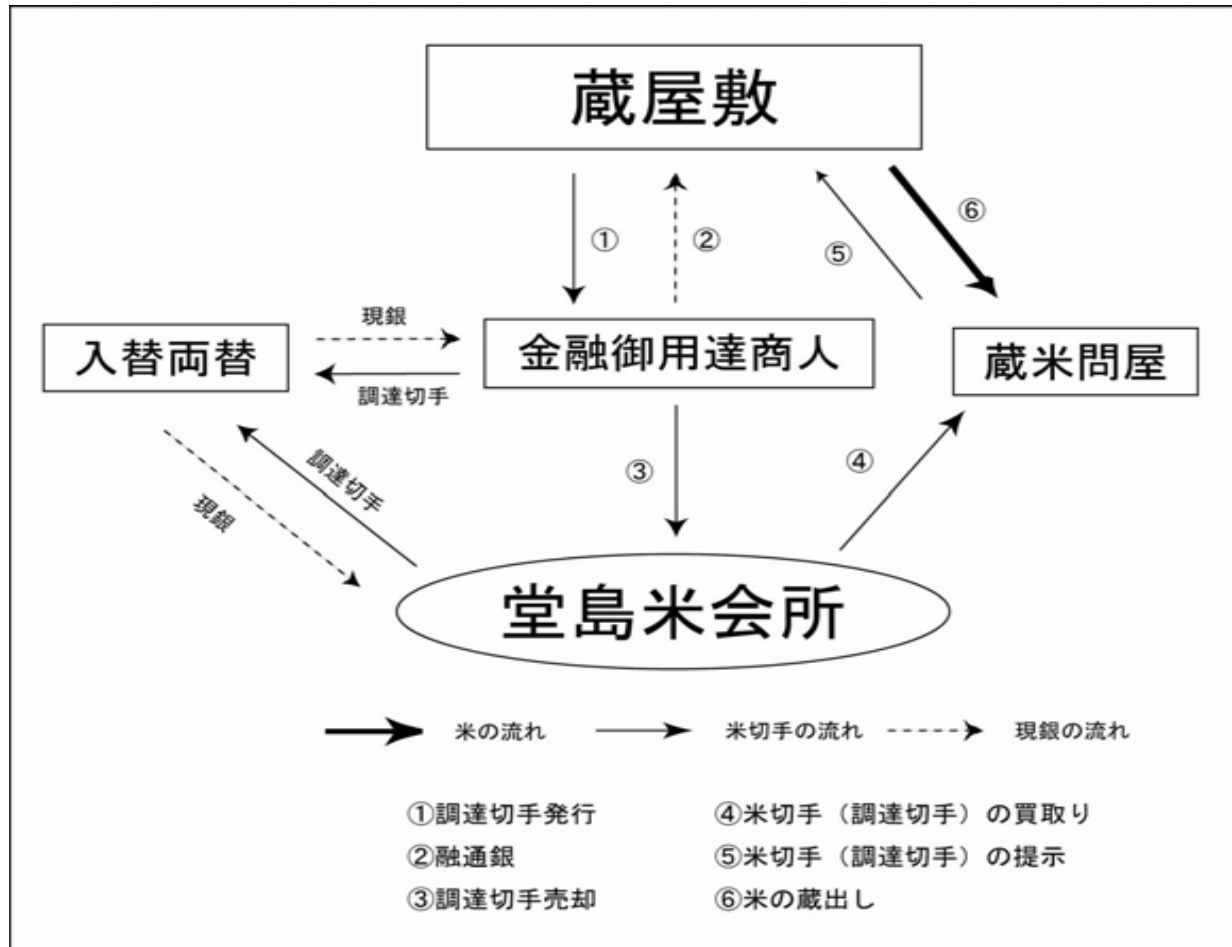 蔵屋敷
①
②
⑤
⑥
入替両替
現銀
調達切手
金融御用達商人
蔵米問屋
調達切手
現銀
③
④
堂島米会所
米の流れ
米切手の流れ
現銀の流れ
①調達切手発行
②融通銀
③調達切手売却
④米切手（調達切手）の買取り
⑤米切手（調達切手）の提示
⑥米の蔵出し